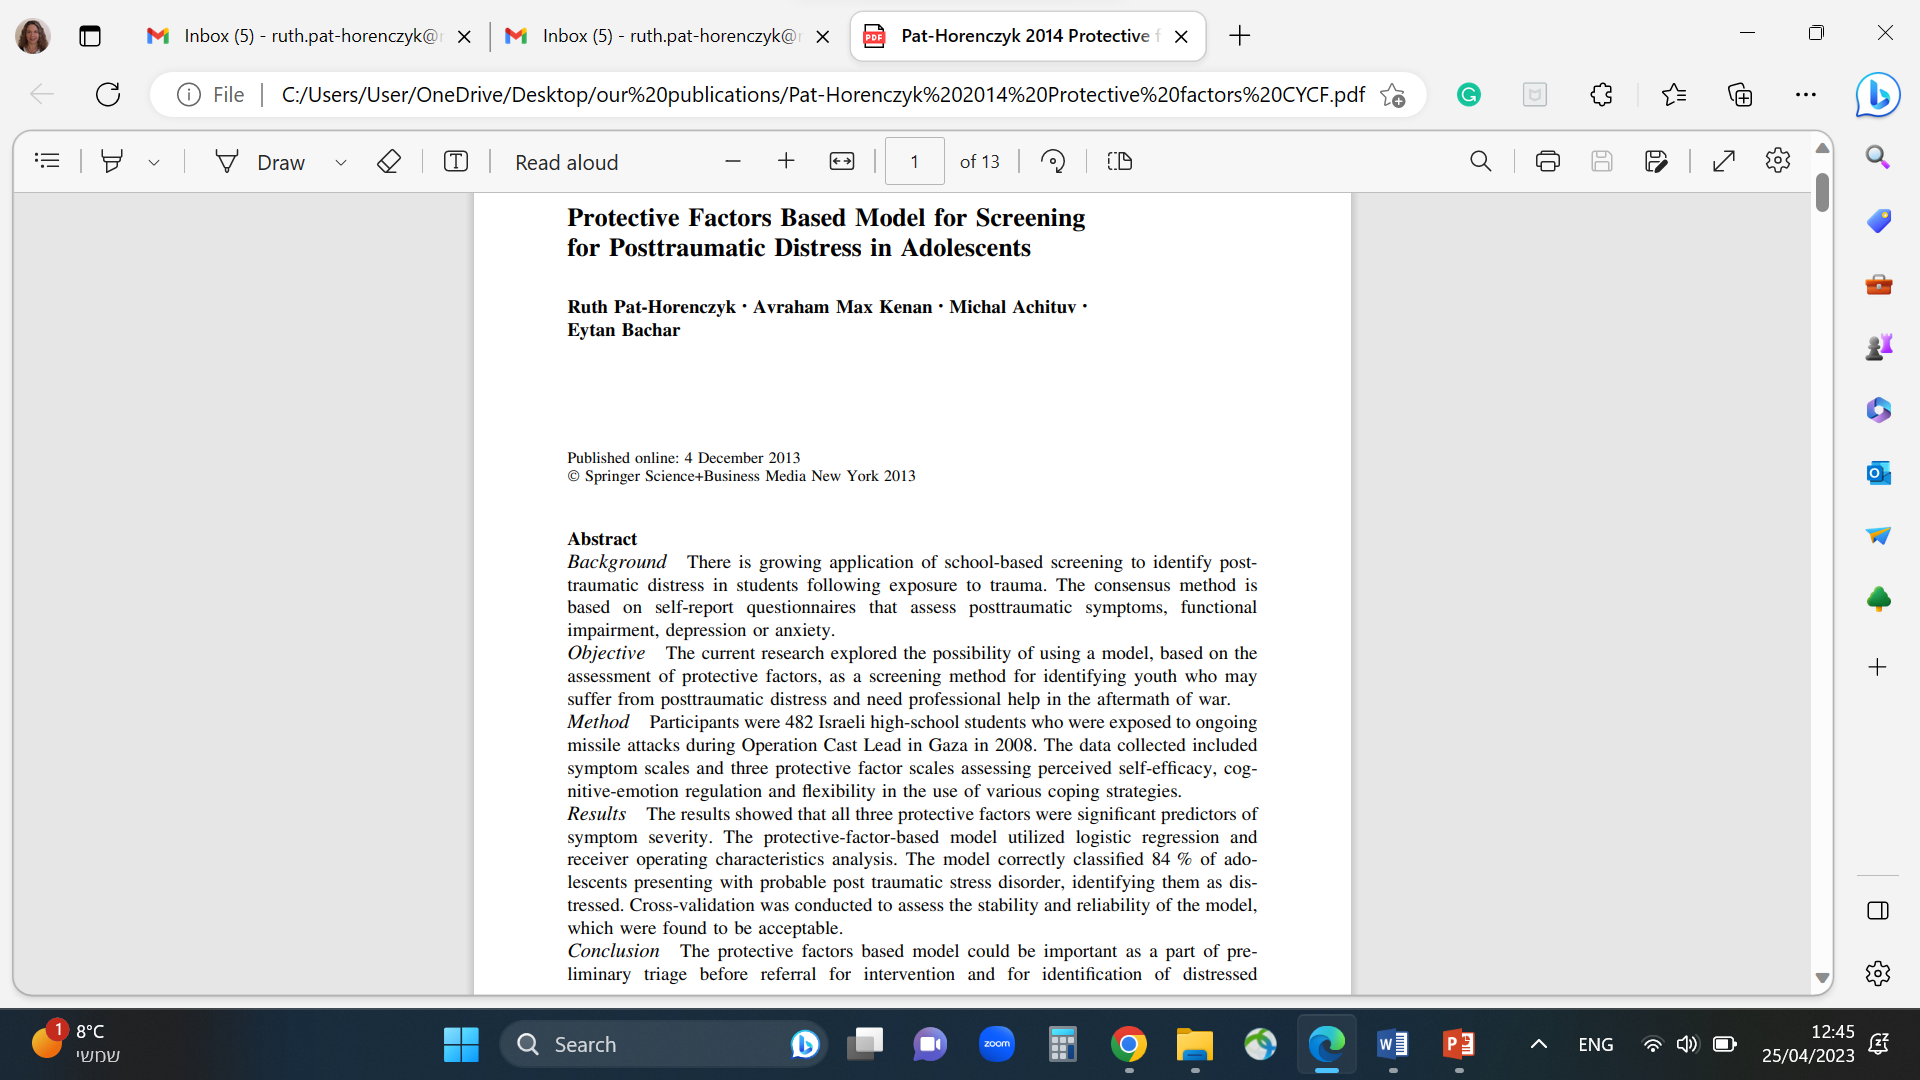 Inbox (5) - ruth.pat-horenczyk@
Inbox (5) - ruth.pat-horenczyk@
PDF
Pat-Horenczyk 2014 Protective f
File
C:/Users/User/OneDrive/Desktop/our%20publications/Pat-Horenczyk%202014%20Protective%20factors%20CYCF.pdf
Draw
Read aloud
1
of 13
Protective Factors Based Model for Screening
for Posttraumatic Distress in Adolescents
Ruth Pat-Horenczyk · Avraham Max Kenan · Michal Achituv ·
Eytan Bachar
Published online: 4 December 2013
© Springer Science+Business Media New York 2013
Abstract
Background There is growing application of school-based screening to identify post-
traumatic distress in students following exposure to trauma. The consensus method is
based on self-report questionnaires that assess posttraumatic symptoms, functional
impairment, depression or anxiety.
Objective The current research explored the possibility of using a model, based on the
assessment of protective factors, as a screening method for identifying youth who may
suffer from posttraumatic distress and need professional help in the aftermath of war.
Method Participants were 482 Israeli high-school students who were exposed to ongoing
missile attacks during Operation Cast Lead in Gaza in 2008. The data collected included
symptom scales and three protective factor scales assessing perceived self-efficacy, cog-
nitive-emotion regulation and flexibility in the use of various coping strategies.
Results The results showed that all three protective factors were significant predictors of
symptom severity. The protective-factor-based model utilized logistic regression and
receiver operating characteristics analysis. The model correctly classified 84 % of ado-
lescents presenting with probable post traumatic stress disorder, identifying them as dis-
tressed. Cross-validation was conducted to assess the stability and reliability of the model,
which were found to be acceptable.
Conclusion The protective factors based model could be important as a part of pre-
liminary triage before referral for intervention and for identification of distressed
1
8°C
שמשי
Search
zoom
ENG
12:45
25/04/2023